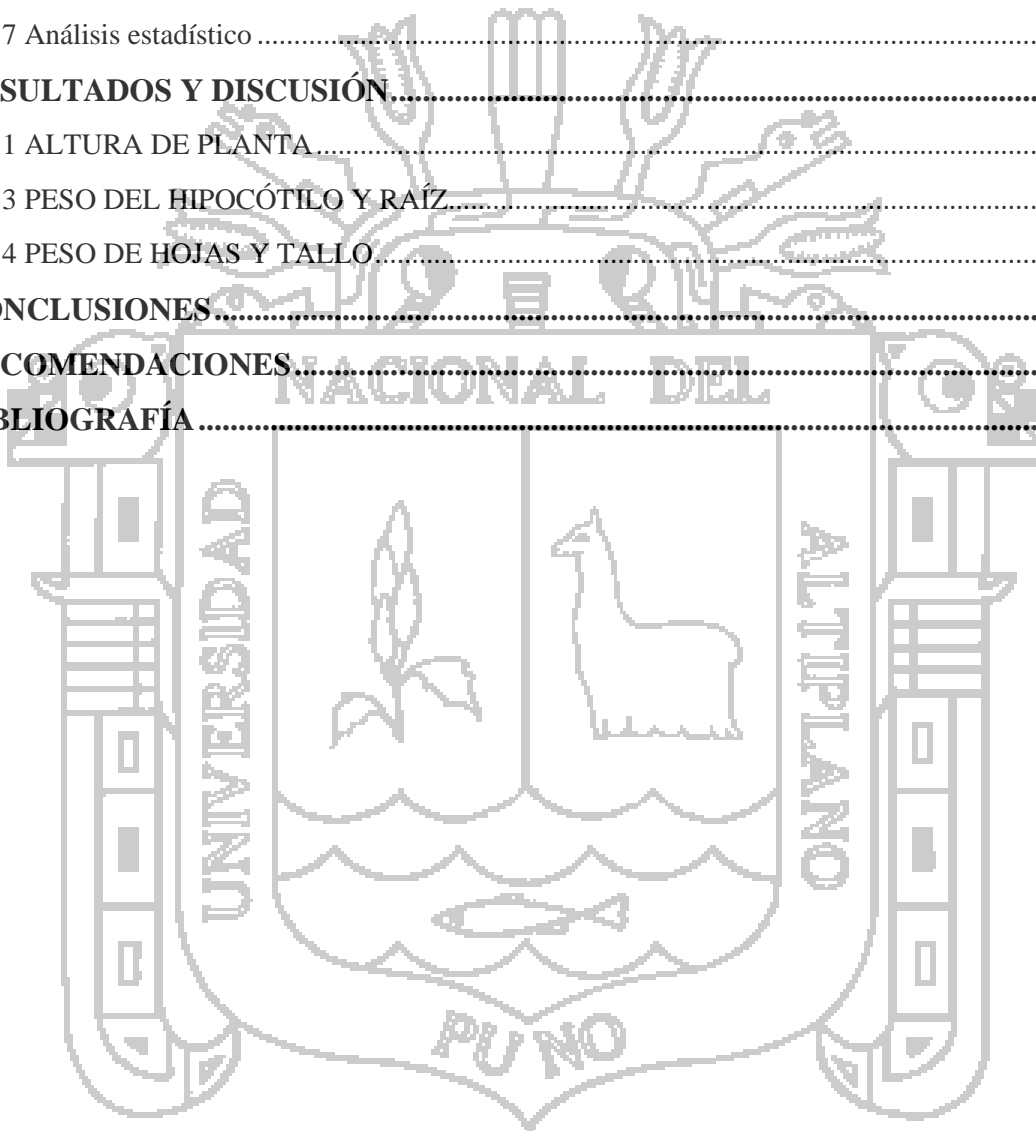 7 Análisis estadístico ................................................................
SULTADOS Y DISCUSIÓN ................................................................
1 ALTURA DE PLANTA ................................................................
3 PESO DEL HIPOCÓTILO Y RAÍZ ................................................................
4 PESO DE HOJAS Y TALLO ................................................................
ONCLUSIONES ................................................................
COMENDACIONES ................................................................
BLIOGRAFÍA ................................................................
NACIONAL DEL
UNIVERSIDAD
ALTIPLANO
PUNO